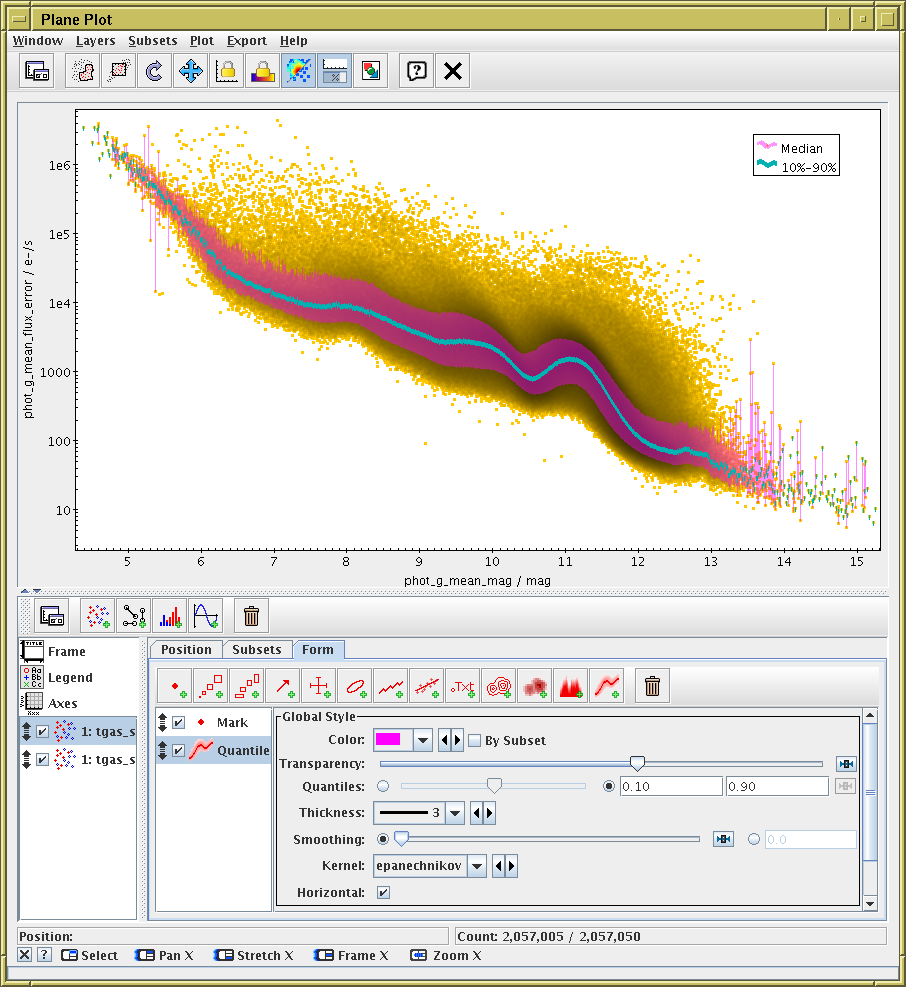 Plane Plot
Window Layers Subsets Plot Export Help
Median
10%-90%
1e6
1e5
1e4
1000
100
10
phot_g_mean_flux_error / e-/s
5 6 7 8 9 10 11 12 13 14 15
phot_g_mean_mag / mag
Position Subsets Form
Frame
Legend
Axes
1: tgas_s
1: tgas_s
Mark
Quantile
Global Style
Color: By Subset
Transparency:
Quantiles: 0.10 0.90
Thickness: 3
Smoothing: 0.0
Kernel: epanechnikov
Horizontal:
Position: Count: 2,057,005 / 2,057,050
Select Pan X Stretch X Frame X Zoom X